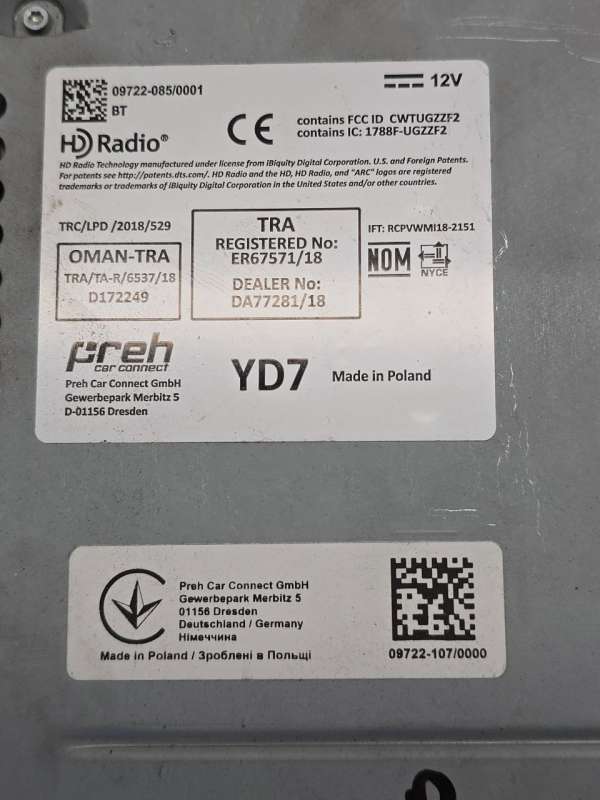 09722-085/0001
BT
12V
HD Radio®
CE
contains FCC ID CWTUGZZF2
contains IC: 1788F-UGZZF2
HD Radio Technology manufactured under license from iBiquity Digital Corporation. U.S. and Foreign Patents.
For patents see http://patents.dts.com/. HD Radio and the HD, HD Radio, and "ARC" logos are registered
trademarks or trademarks of iBiquity Digital Corporation in the United States and/or other countries.
TRC/LPD /2018/529
OMAN-TRA
TRA/TA-R/6537/18
D172249
TRA
REGISTERED No:
ER67571/18
DEALER No:
DA77281/18
IFT: RCPVWMI18-2151
NOM
NYCE
preh
car connect
Preh Car Connect GmbH
Gewerbepark Merbitz 5
D-01156 Dresden
YD7
Made in Poland
Preh Car Connect GmbH
Gewerbepark Merbitz 5
01156 Dresden
Deutschland / Germany
Німеччина
Made in Poland / Зроблені в Польщі
09722-107/0000